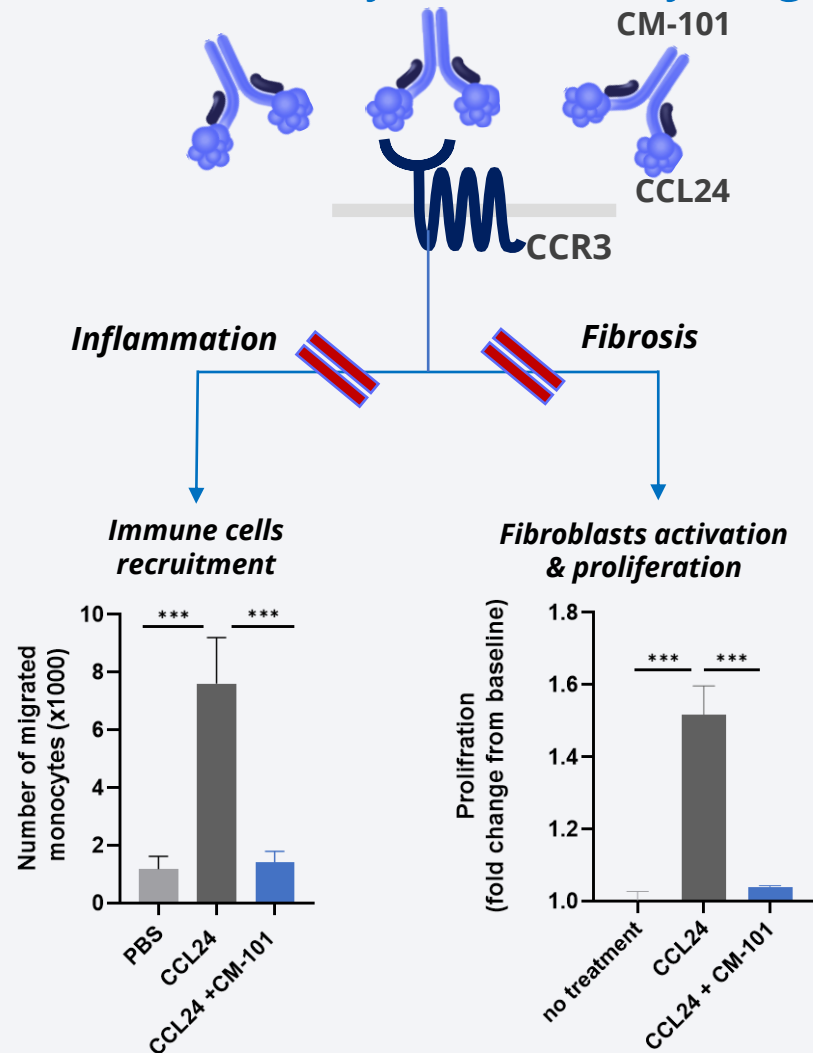 CM-101
CCL24
CCR3
Inflammation
Fibrosis
Immune cells
recruitment
Fibroblasts activation
& proliferation
Number of migrated
monocytes (x1000)
10
8
6
4
2
0
***
***
PBS
CCL24
CCL24 +CM-101
Prolifration
(fold change from baseline)
1.8
1.6
1.4
1.2
1.0
***
***
no treatment
CCL24
CCL24 + CM-101